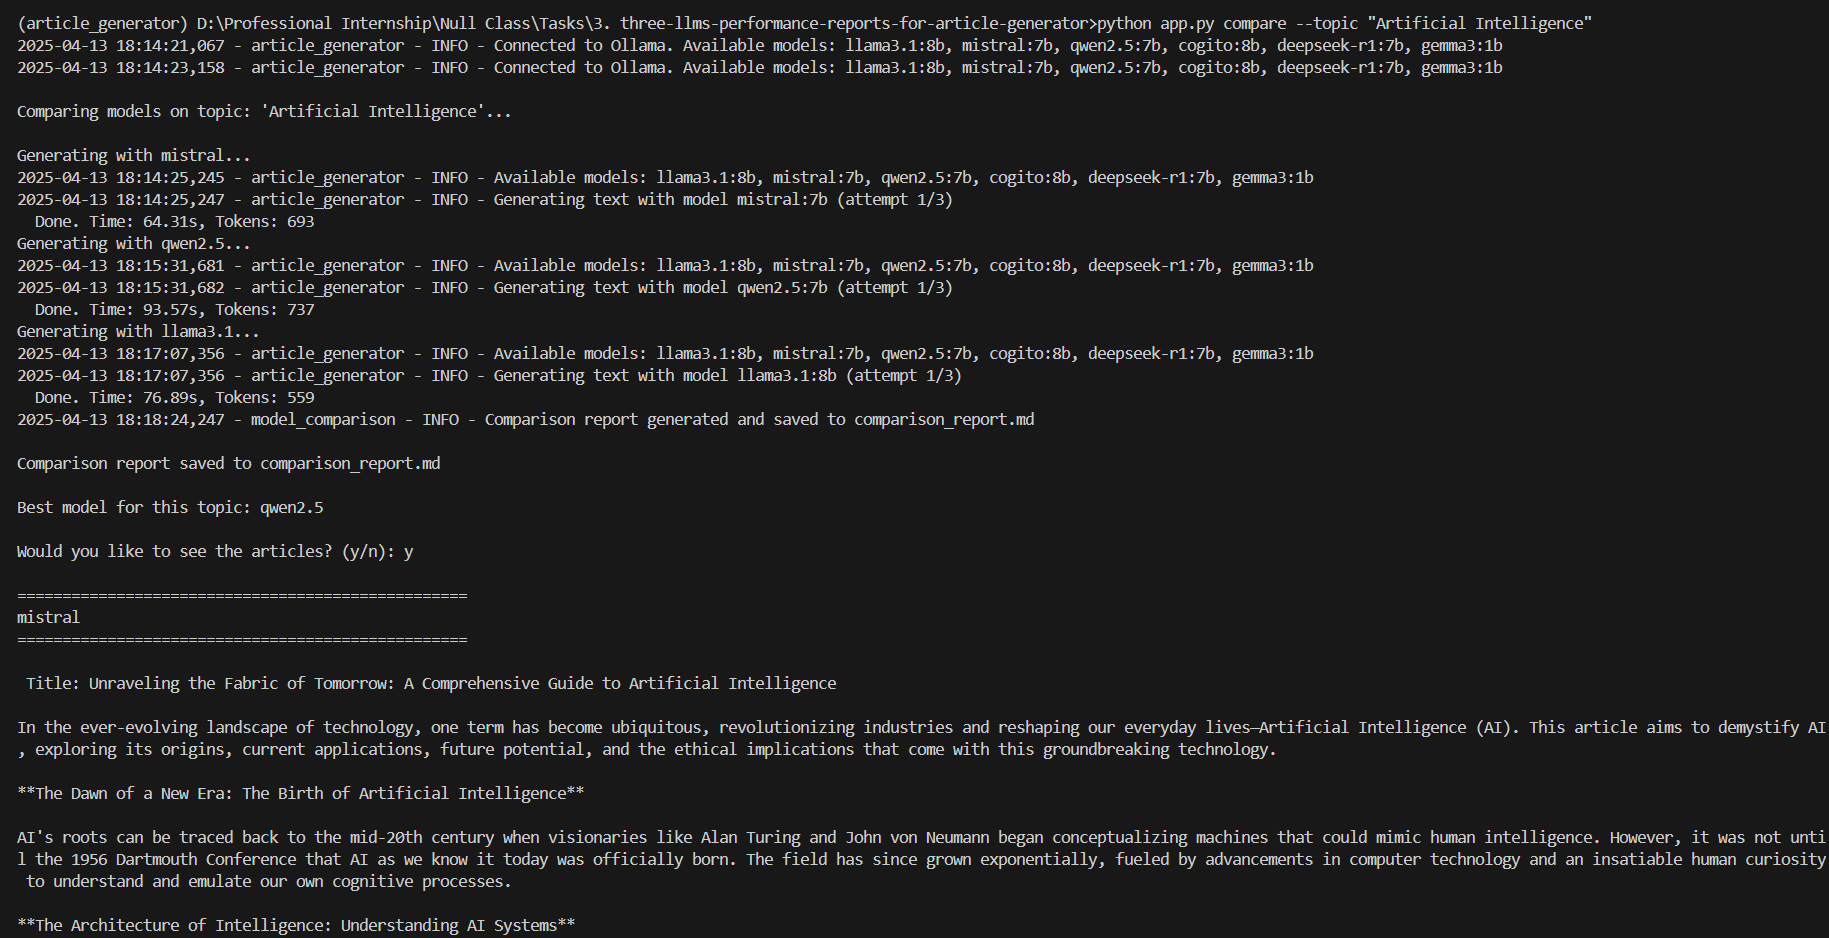 (article_generator) D:\Professional Internship\Null Class\Tasks\3. three-llms-performance-reports-for-article-generator>python app.py compare --topic "Artificial Intelligence"
2025-04-13 18:14:21,067 - article_generator - INFO - Connected to Ollama. Available models: llama3.1:8b, mistral:7b, qwen2.5:7b, cogito:8b, deepseek-r1:7b, gemma3:1b
2025-04-13 18:14:23,158 - article_generator - INFO - Connected to Ollama. Available models: llama3.1:8b, mistral:7b, qwen2.5:7b, cogito:8b, deepseek-r1:7b, gemma3:1b
Comparing models on topic: 'Artificial Intelligence'...
Generating with mistral...
2025-04-13 18:14:25,245 - article_generator - INFO - Available models: llama3.1:8b, mistral:7b, qwen2.5:7b, cogito:8b, deepseek-r1:7b, gemma3:1b
2025-04-13 18:14:25,247 - article_generator - INFO - Generating text with model mistral:7b (attempt 1/3)
  Done. Time: 64.31s, Tokens: 693
Generating with qwen2.5...
2025-04-13 18:15:31,681 - article_generator - INFO - Available models: llama3.1:8b, mistral:7b, qwen2.5:7b, cogito:8b, deepseek-r1:7b, gemma3:1b
2025-04-13 18:15:31,682 - article_generator - INFO - Generating text with model qwen2.5:7b (attempt 1/3)
  Done. Time: 93.57s, Tokens: 737
Generating with llama3.1...
2025-04-13 18:17:07,356 - article_generator - INFO - Available models: llama3.1:8b, mistral:7b, qwen2.5:7b, cogito:8b, deepseek-r1:7b, gemma3:1b
2025-04-13 18:17:07,356 - article_generator - INFO - Generating text with model llama3.1:8b (attempt 1/3)
  Done. Time: 76.89s, Tokens: 559
2025-04-13 18:18:24,247 - model_comparison - INFO - Comparison report generated and saved to comparison_report.md
Comparison report saved to comparison_report.md
Best model for this topic: qwen2.5
Would you like to see the articles? (y/n): y
==================================================
mistral
==================================================
 Title: Unraveling the Fabric of Tomorrow: A Comprehensive Guide to Artificial Intelligence
In the ever-evolving landscape of technology, one term has become ubiquitous, revolutionizing industries and reshaping our everyday lives—Artificial Intelligence (AI). This article aims to demystify AI
, exploring its origins, current applications, future potential, and the ethical implications that come with this groundbreaking technology.
**The Dawn of a New Era: The Birth of Artificial Intelligence**
AI's roots can be traced back to the mid-20th century when visionaries like Alan Turing and John von Neumann began conceptualizing machines that could mimic human intelligence. However, it was not unti
l the 1956 Dartmouth Conference that AI as we know it today was officially born. The field has since grown exponentially, fueled by advancements in computer technology and an insatiable human curiosity
 to understand and emulate our own cognitive processes.
**The Architecture of Intelligence: Understanding AI Systems**